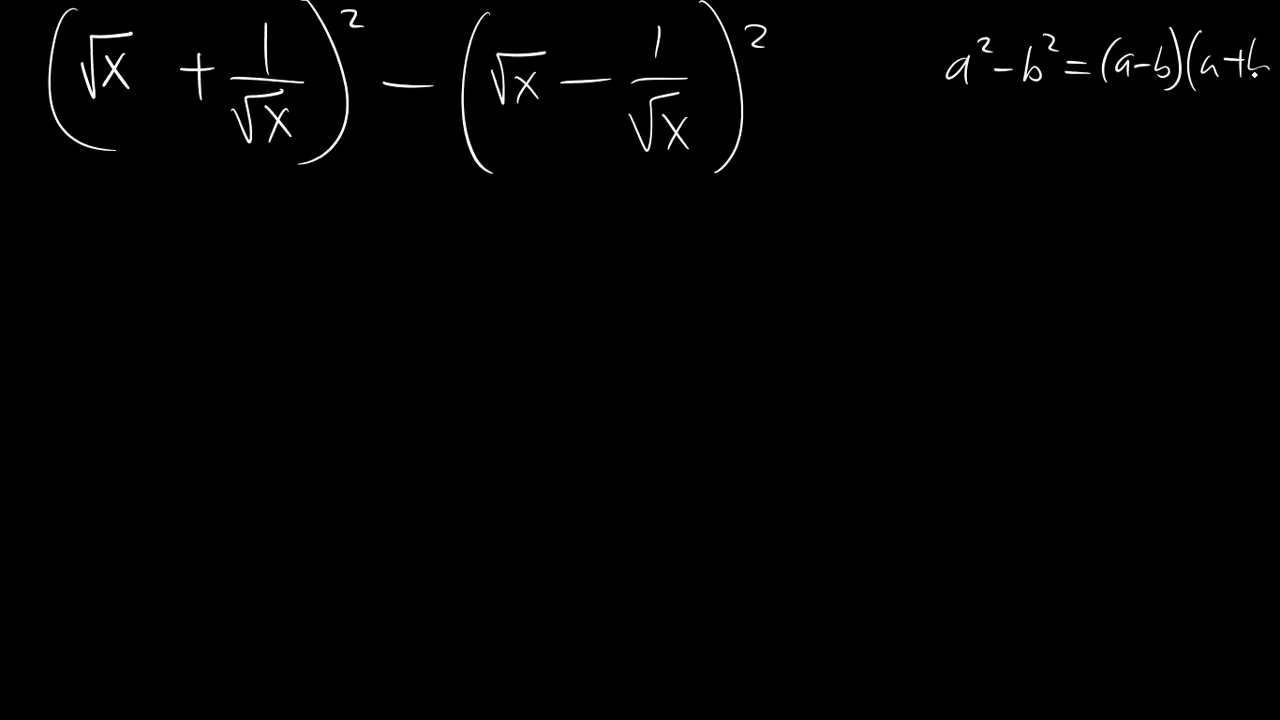 (√x + 1/√x)² − (√x − 1/√x)²
a² − b² = (a−b)(a+b